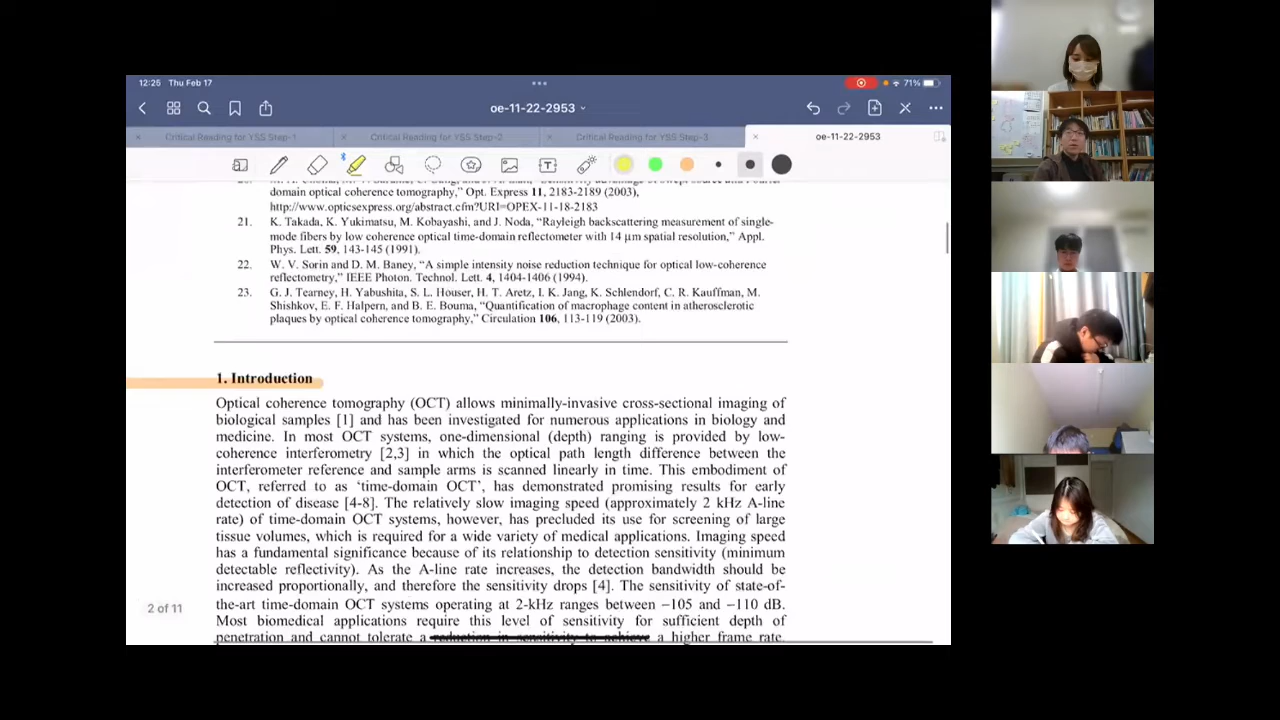 12:25 Thu Feb 17
71%
oe-11-22-2953
Critical Reading for YSS Step-1
Critical Reading for YSS Step-2
Critical Reading for YSS Step-3
oe-11-22-2953
domain optical coherence tomography," Opt. Express 11, 2183-2189 (2003),
http://www.opticsexpress.org/abstract.cfm?URI=OPEX-11-18-2183
21. K. Takada, K. Yukimatsu, M. Kobayashi, and J. Noda, "Rayleigh backscattering measurement of single-
mode fibers by low coherence optical time-domain reflectometer with 14 μm spatial resolution," Appl.
Phys. Lett. 59, 143-145 (1991).
22. W. V. Sorin and D. M. Baney, "A simple intensity noise reduction technique for optical low-coherence
reflectometry," IEEE Photon. Technol. Lett. 4, 1404-1406 (1994).
23. G. J. Tearney, H. Yabushita, S. L. Houser, H. T. Aretz, I. K. Jang, K. Schlendorf, C. R. Kauffman, M.
Shishkov, E. F. Halpern, and B. E. Bouma, "Quantification of macrophage content in atherosclerotic
plaques by optical coherence tomography," Circulation 106, 113-119 (2003).
1. Introduction
Optical coherence tomography (OCT) allows minimally-invasive cross-sectional imaging of
biological samples [1] and has been investigated for numerous applications in biology and
medicine. In most OCT systems, one-dimensional (depth) ranging is provided by low-
coherence interferometry [2,3] in which the optical path length difference between the
interferometer reference and sample arms is scanned linearly in time. This embodiment of
OCT, referred to as 'time-domain OCT', has demonstrated promising results for early
detection of disease [4-8]. The relatively slow imaging speed (approximately 2 kHz A-line
rate) of time-domain OCT systems, however, has precluded its use for screening of large
tissue volumes, which is required for a wide variety of medical applications. Imaging speed
has a fundamental significance because of its relationship to detection sensitivity (minimum
detectable reflectivity). As the A-line rate increases, the detection bandwidth should be
increased proportionally, and therefore the sensitivity drops [4]. The sensitivity of state-of-
the-art time-domain OCT systems operating at 2-kHz ranges between −105 and −110 dB.
Most biomedical applications require this level of sensitivity for sufficient depth of
penetration and cannot tolerate a reduction in sensitivity to achieve a higher frame rate.
2 of 11